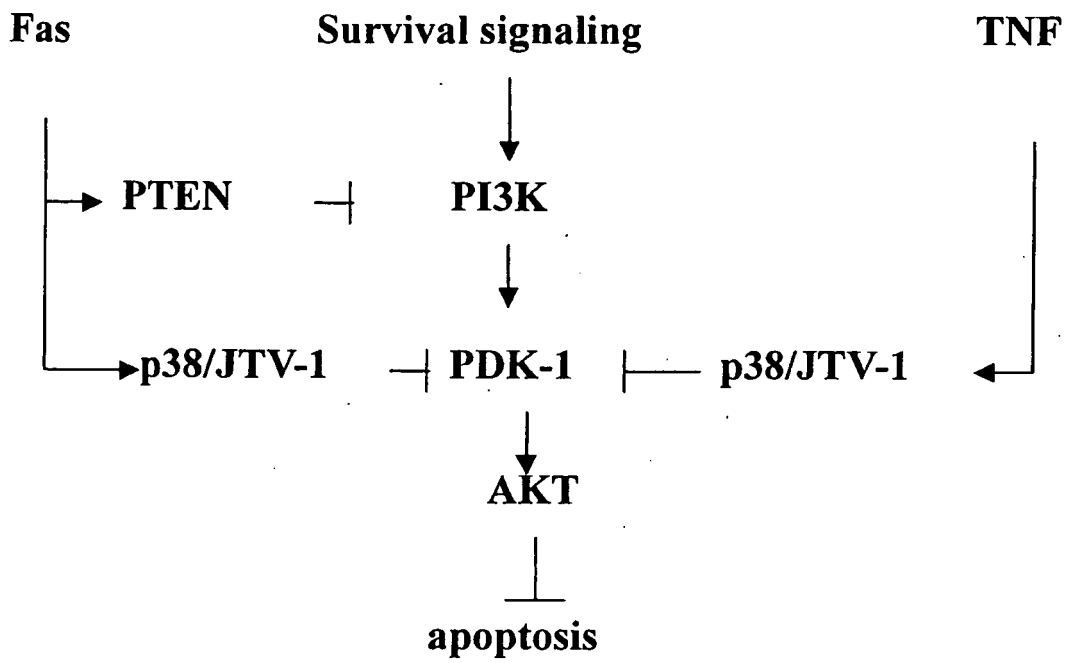 Fas Survival signaling TNF
PTEN PI3K
p38/JTV-1 PDK-1 p38/JTV-1
AKT
apoptosis